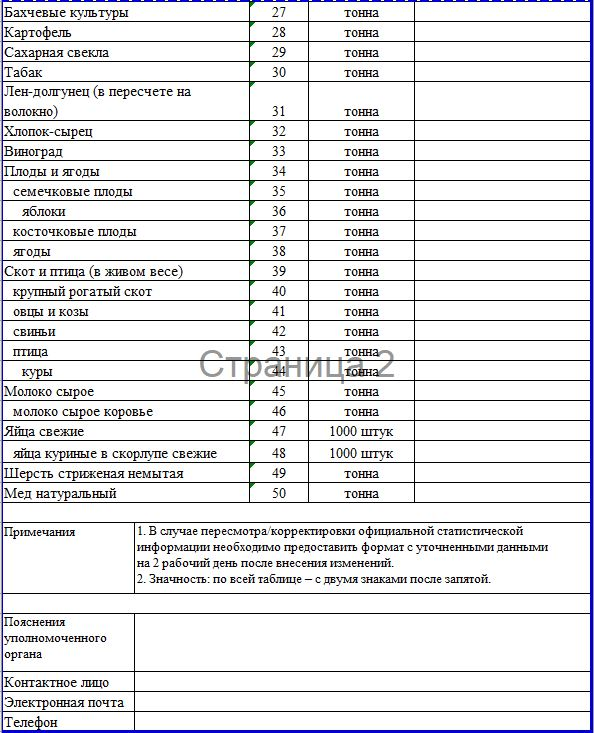 Бахчевые культуры 27 тонна
Картофель 28 тонна
Сахарная свекла 29 тонна
Табак 30 тонна
Лен-долгунец (в пересчете на
волокно) 31 тонна
Хлопок-сырец 32 тонна
Виноград 33 тонна
Плоды и ягоды 34 тонна
семечковые плоды 35 тонна
яблоки 36 тонна
косточковые плоды 37 тонна
ягоды 38 тонна
Скот и птица (в живом весе) 39 тонна
крупный рогатый скот 40 тонна
овцы и козы 41 тонна
свиньи 42 тонна
птица 43 тонна
Страница 2
куры 44 тонна
Молоко сырое 45 тонна
молоко сырое коровье 46 тонна
Яйца свежие 47 1000 штук
яйца куриные в скорлупе свежие 48 1000 штук
Шерсть стриженая немытая 49 тонна
Мед натуральный 50 тонна
Примечания
1. В случае пересмотра/корректировки официальной статистической
информации необходимо предоставить формат с уточненными данными
на 2 рабочий день после внесения изменений.
2. Значность: по всей таблице – с двумя знаками после запятой.
Пояснения
уполномоченного
органа
Контактное лицо
Электронная почта
Телефон